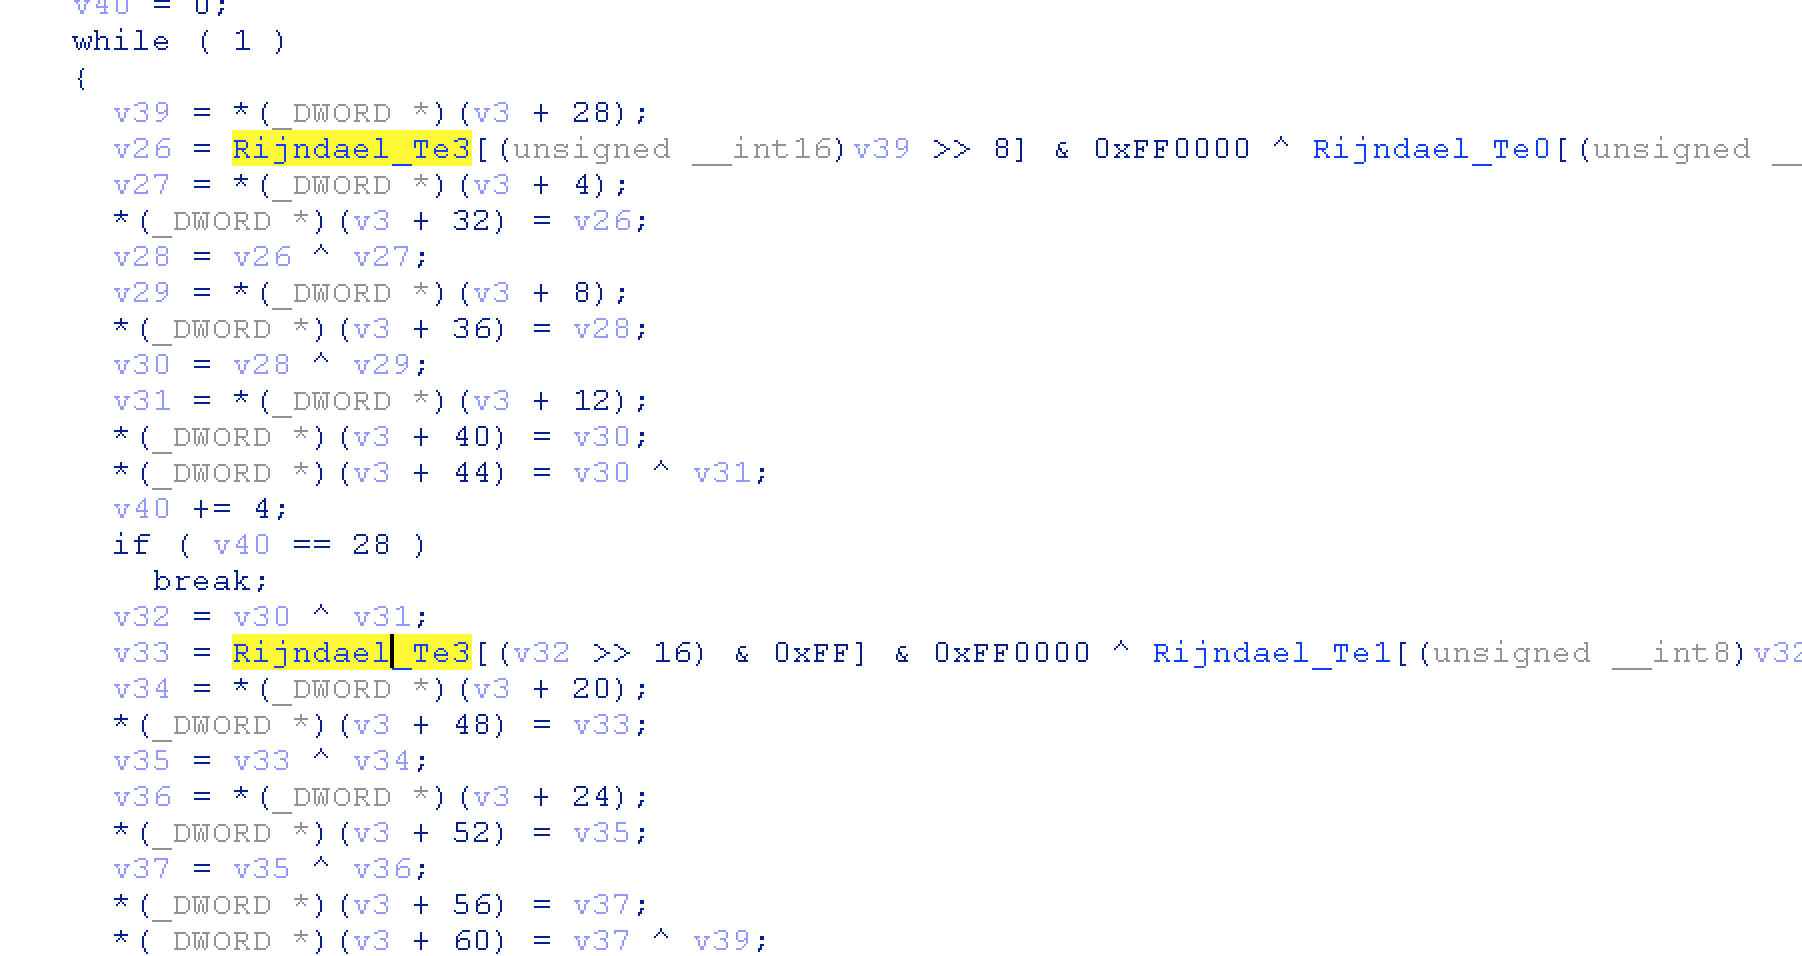 v40 = 0;
while ( 1 )
{
v39 = *(_DWORD *)(v3 + 28);
v26 = Rijndael_Te3[(unsigned __int16)v39 >> 8] & 0xFF0000 ^ Rijndael_Te0[(unsigned __
v27 = *(_DWORD *)(v3 + 4);
*(_DWORD *)(v3 + 32) = v26;
v28 = v26 ^ v27;
v29 = *(_DWORD *)(v3 + 8);
*(_DWORD *)(v3 + 36) = v28;
v30 = v28 ^ v29;
v31 = *(_DWORD *)(v3 + 12);
*(_DWORD *)(v3 + 40) = v30;
*(_DWORD *)(v3 + 44) = v30 ^ v31;
v40 += 4;
if ( v40 == 28 )
break;
v32 = v30 ^ v31;
v33 = Rijndael_Te3[(v32 >> 16) & 0xFF] & 0xFF0000 ^ Rijndael_Te1[(unsigned __int8)v32
v34 = *(_DWORD *)(v3 + 20);
*(_DWORD *)(v3 + 48) = v33;
v35 = v33 ^ v34;
v36 = *(_DWORD *)(v3 + 24);
*(_DWORD *)(v3 + 52) = v35;
v37 = v35 ^ v36;
*(_DWORD *)(v3 + 56) = v37;
*(_DWORD *)(v3 + 60) = v37 ^ v39;